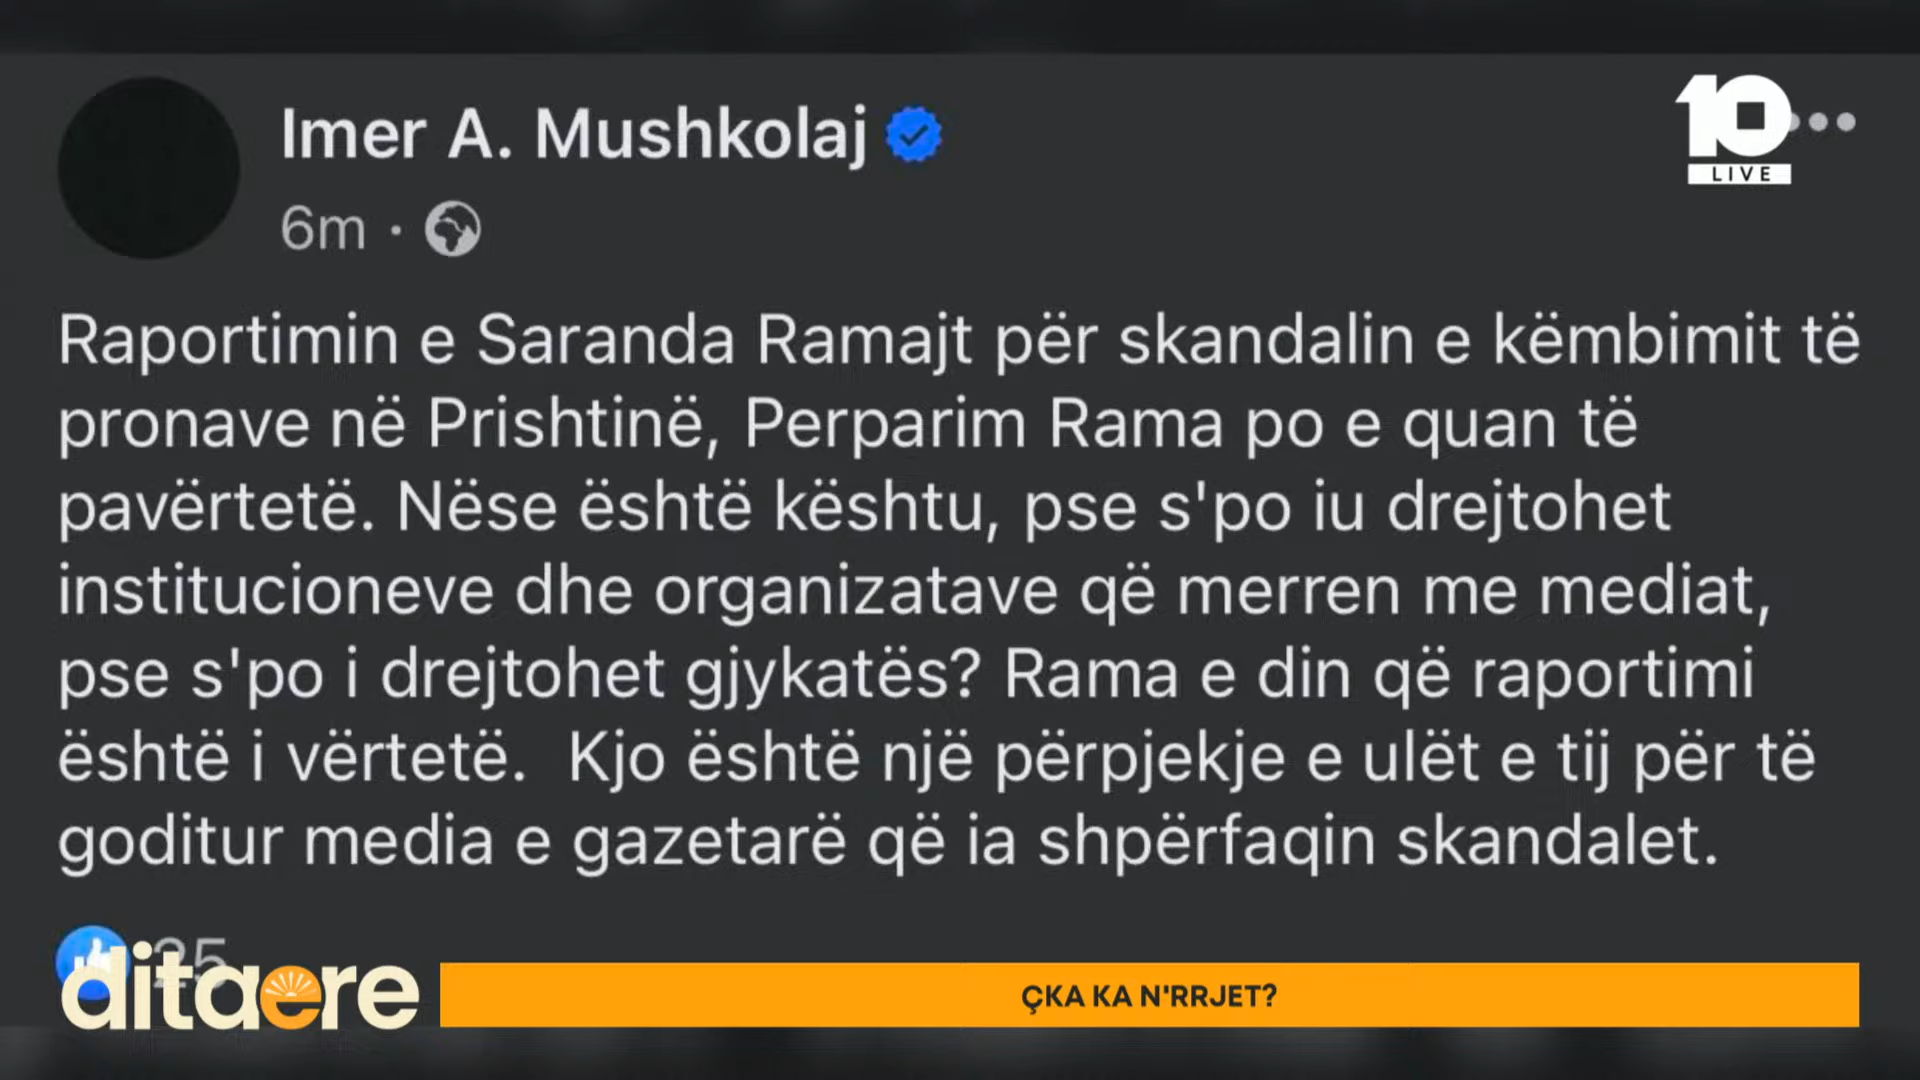 Imer A. Mushkolaj
10
LIVE
6m ·
Raportimin e Saranda Ramajt për skandalin e këmbimit të
pronave në Prishtinë, Perparim Rama po e quan të
pavërtetë. Nëse është kështu, pse s'po iu drejtohet
institucioneve dhe organizatave që merren me mediat,
pse s'po i drejtohet gjykatës? Rama e din që raportimi
është i vërtetë.  Kjo është një përpjekje e ulët e tij për të
goditur media e gazetarë që ia shpërfaqin skandalet.
25
ditaere
ÇKA KA N'RRJET?